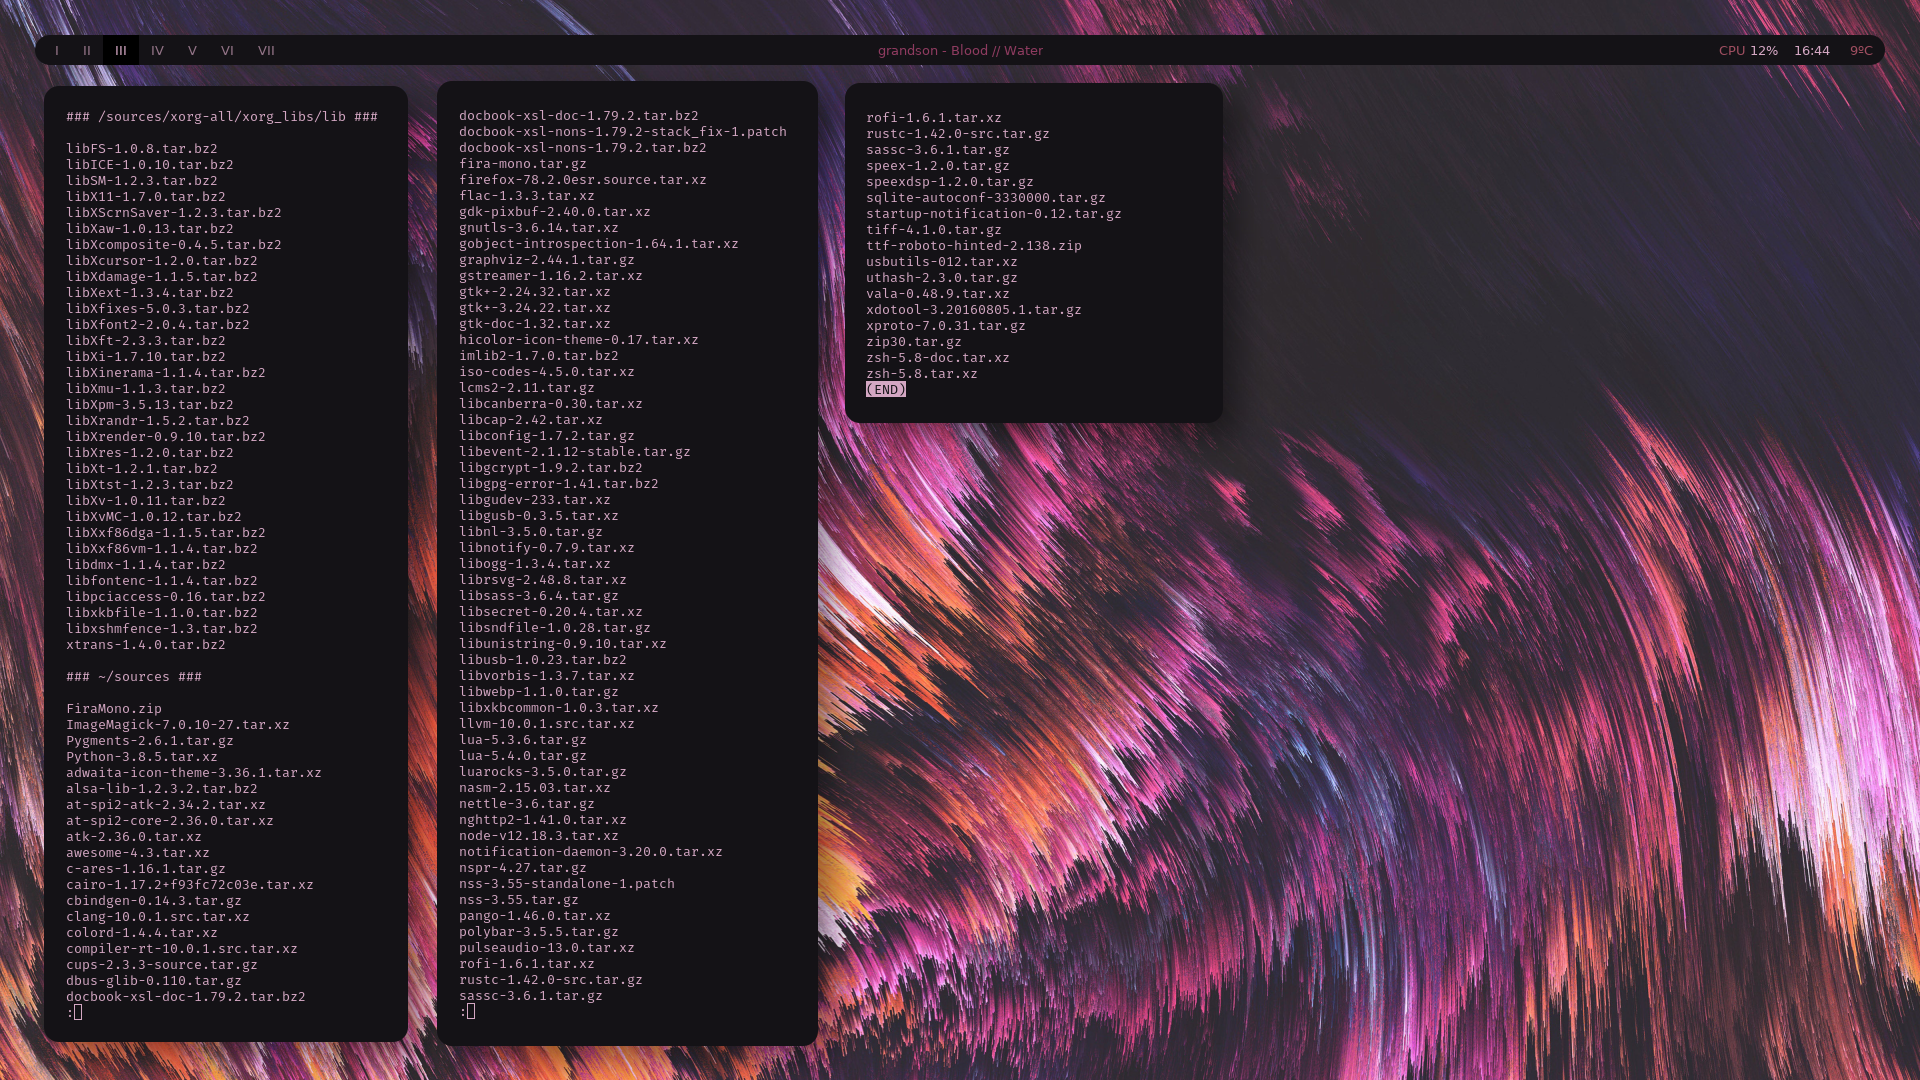 I II III IV V VI VII
grandson - Blood // Water
CPU 12% 16:44 9ºC
### /sources/xorg-all/xorg_libs/lib ###
libFS-1.0.8.tar.bz2
libICE-1.0.10.tar.bz2
libSM-1.2.3.tar.bz2
libX11-1.7.0.tar.bz2
libXScrnSaver-1.2.3.tar.bz2
libXaw-1.0.13.tar.bz2
libXcomposite-0.4.5.tar.bz2
libXcursor-1.2.0.tar.bz2
libXdamage-1.1.5.tar.bz2
libXext-1.3.4.tar.bz2
libXfixes-5.0.3.tar.bz2
libXfont2-2.0.4.tar.bz2
libXft-2.3.3.tar.bz2
libXi-1.7.10.tar.bz2
libXinerama-1.1.4.tar.bz2
libXmu-1.1.3.tar.bz2
libXpm-3.5.13.tar.bz2
libXrandr-1.5.2.tar.bz2
libXrender-0.9.10.tar.bz2
libXres-1.2.0.tar.bz2
libXt-1.2.1.tar.bz2
libXtst-1.2.3.tar.bz2
libXv-1.0.11.tar.bz2
libXvMC-1.0.12.tar.bz2
libXxf86dga-1.1.5.tar.bz2
libXxf86vm-1.1.4.tar.bz2
libdmx-1.1.4.tar.bz2
libfontenc-1.1.4.tar.bz2
libpciaccess-0.16.tar.bz2
libxkbfile-1.1.0.tar.bz2
libxshmfence-1.3.tar.bz2
xtrans-1.4.0.tar.bz2
### ~/sources ###
FiraMono.zip
ImageMagick-7.0.10-27.tar.xz
Pygments-2.6.1.tar.gz
Python-3.8.5.tar.xz
adwaita-icon-theme-3.36.1.tar.xz
alsa-lib-1.2.3.2.tar.bz2
at-spi2-atk-2.34.2.tar.xz
at-spi2-core-2.36.0.tar.xz
atk-2.36.0.tar.xz
awesome-4.3.tar.xz
c-ares-1.16.1.tar.gz
cairo-1.17.2+f93fc72c03e.tar.xz
cbindgen-0.14.3.tar.gz
clang-10.0.1.src.tar.xz
colord-1.4.4.tar.xz
compiler-rt-10.0.1.src.tar.xz
cups-2.3.3-source.tar.gz
dbus-glib-0.110.tar.gz
docbook-xsl-doc-1.79.2.tar.bz2
:
docbook-xsl-doc-1.79.2.tar.bz2
docbook-xsl-nons-1.79.2-stack_fix-1.patch
docbook-xsl-nons-1.79.2.tar.bz2
fira-mono.tar.gz
firefox-78.2.0esr.source.tar.xz
flac-1.3.3.tar.xz
gdk-pixbuf-2.40.0.tar.xz
gnutls-3.6.14.tar.xz
gobject-introspection-1.64.1.tar.xz
graphviz-2.44.1.tar.gz
gstreamer-1.16.2.tar.xz
gtk+-2.24.32.tar.xz
gtk+-3.24.22.tar.xz
gtk-doc-1.32.tar.xz
hicolor-icon-theme-0.17.tar.xz
imlib2-1.7.0.tar.bz2
iso-codes-4.5.0.tar.xz
lcms2-2.11.tar.gz
libcanberra-0.30.tar.xz
libcap-2.42.tar.xz
libconfig-1.7.2.tar.gz
libevent-2.1.12-stable.tar.gz
libgcrypt-1.9.2.tar.bz2
libgpg-error-1.41.tar.bz2
libgudev-233.tar.xz
libgusb-0.3.5.tar.xz
libnl-3.5.0.tar.gz
libnotify-0.7.9.tar.xz
libogg-1.3.4.tar.xz
librsvg-2.48.8.tar.xz
libsass-3.6.4.tar.gz
libsecret-0.20.4.tar.xz
libsndfile-1.0.28.tar.gz
libunistring-0.9.10.tar.xz
libusb-1.0.23.tar.bz2
libvorbis-1.3.7.tar.xz
libwebp-1.1.0.tar.gz
libxkbcommon-1.0.3.tar.xz
llvm-10.0.1.src.tar.xz
lua-5.3.6.tar.gz
lua-5.4.0.tar.gz
luarocks-3.5.0.tar.gz
nasm-2.15.03.tar.xz
nettle-3.6.tar.gz
nghttp2-1.41.0.tar.xz
node-v12.18.3.tar.xz
notification-daemon-3.20.0.tar.xz
nspr-4.27.tar.gz
nss-3.55-standalone-1.patch
nss-3.55.tar.gz
pango-1.46.0.tar.xz
polybar-3.5.5.tar.gz
pulseaudio-13.0.tar.xz
rofi-1.6.1.tar.xz
rustc-1.42.0-src.tar.gz
sassc-3.6.1.tar.gz
:
rofi-1.6.1.tar.xz
rustc-1.42.0-src.tar.gz
sassc-3.6.1.tar.gz
speex-1.2.0.tar.gz
speexdsp-1.2.0.tar.gz
sqlite-autoconf-3330000.tar.gz
startup-notification-0.12.tar.gz
tiff-4.1.0.tar.gz
ttf-roboto-hinted-2.138.zip
usbutils-012.tar.xz
uthash-2.3.0.tar.gz
vala-0.48.9.tar.xz
xdotool-3.20160805.1.tar.gz
xproto-7.0.31.tar.gz
zip30.tar.gz
zsh-5.8-doc.tar.xz
zsh-5.8.tar.xz
(END)